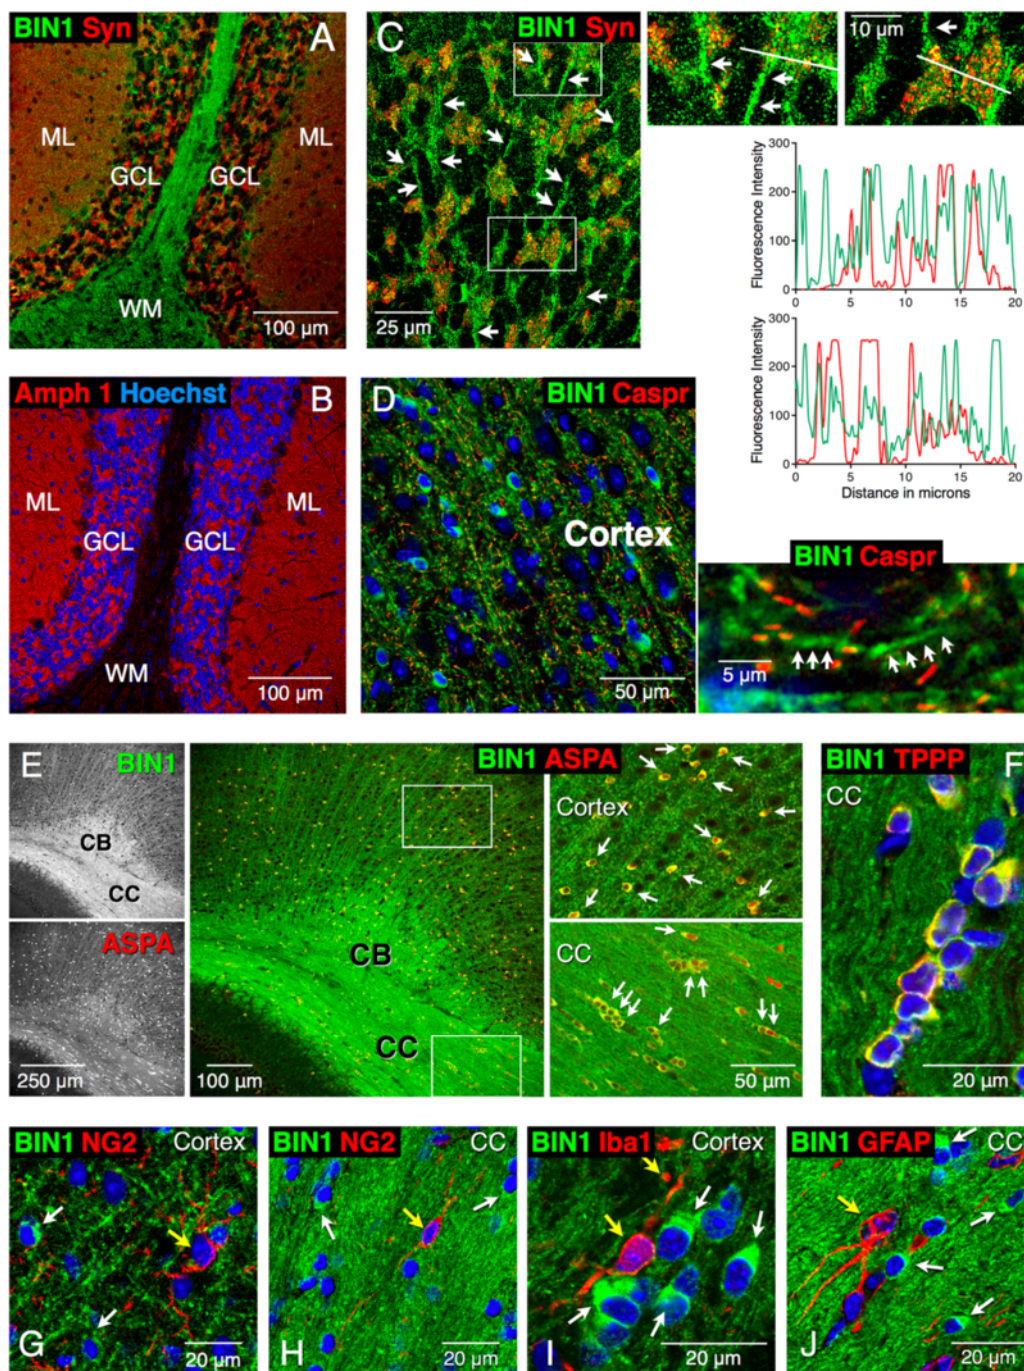 BIN1 Syn
A
ML
GCL
GCL
ML
WM
100 µm
C
BIN1 Syn
25 µm
10 µm
Fluorescence Intensity
300
200
100
0
0 5 10 15 20
Fluorescence Intensity
300
200
100
0
0 5 10 15 20
Distance in microns
Amph 1 Hoechst
B
ML
GCL
GCL
ML
WM
100 µm
D
BIN1 Caspr
Cortex
50 µm
BIN1 Caspr
5 µm
E
BIN1
CB
CC
ASPA
250 µm
BIN1 ASPA
CB
CC
100 µm
Cortex
CC
50 µm
BIN1 TPPP
F
CC
20 µm
BIN1 NG2
Cortex
G
20 µm
BIN1 NG2
CC
H
20 µm
BIN1 Iba1
Cortex
I
20 µm
BIN1 GFAP
CC
J
20 µm